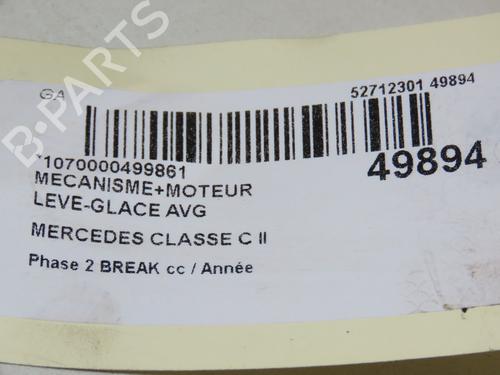 B-PARTS
GA
52712301 49894
*1070000499861
49894
MECANISME+MOTEUR
LEVE-GLACE AVG
MERCEDES CLASSE C II
Phase 2 BREAK cc / Année